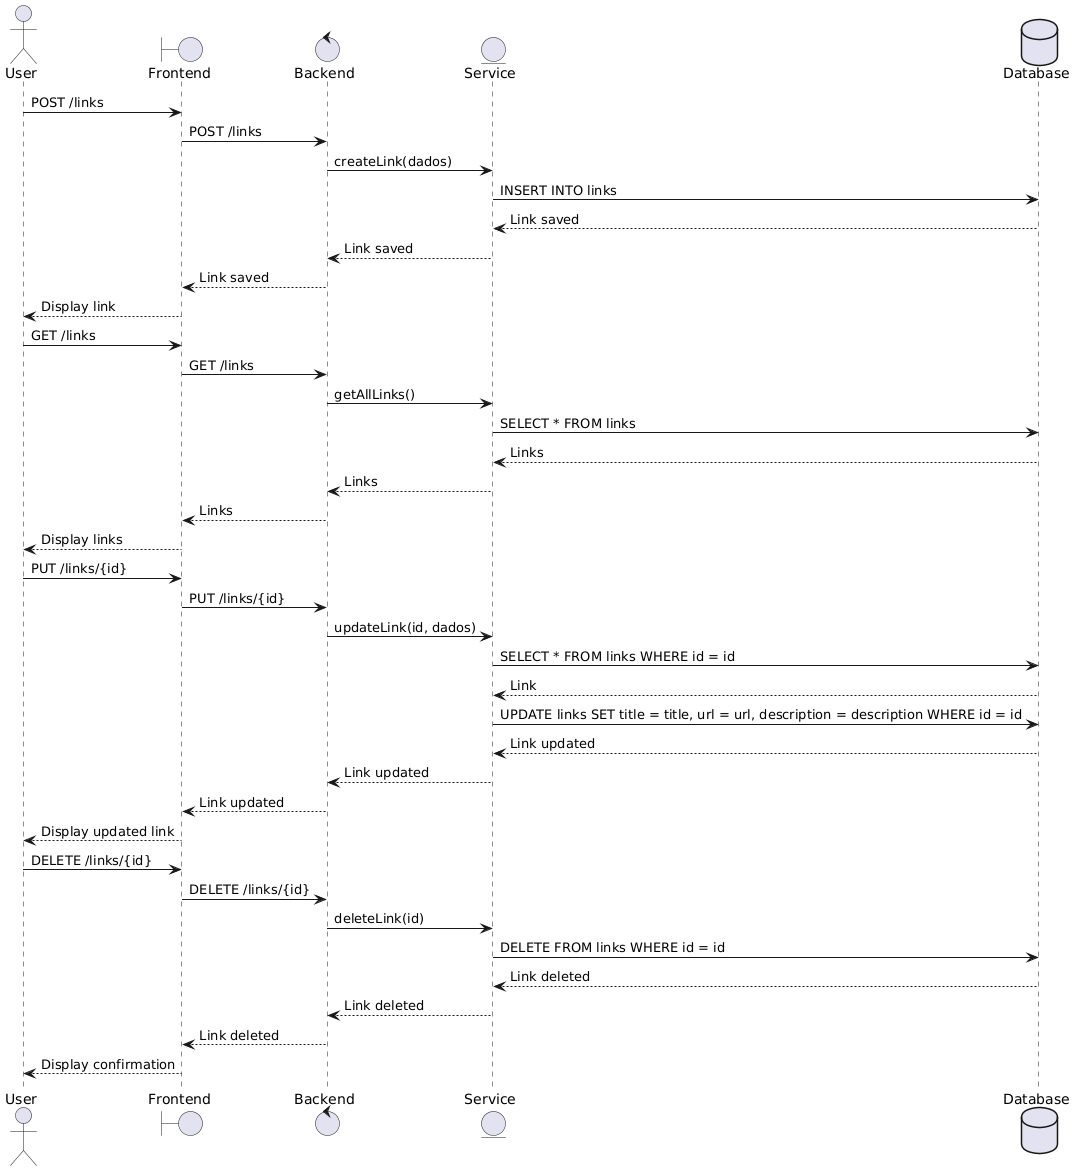 User
Frontend
Backend
Service
Database
POST /links
POST /links
createLink(dados)
INSERT INTO links
Link saved
Link saved
Link saved
Display link
GET /links
GET /links
getAllLinks()
SELECT * FROM links
Links
Links
Links
Display links
PUT /links/{id}
PUT /links/{id}
updateLink(id, dados)
SELECT * FROM links WHERE id = id
Link
UPDATE links SET title = title, url = url, description = description WHERE id = id
Link updated
Link updated
Link updated
Display updated link
DELETE /links/{id}
DELETE /links/{id}
deleteLink(id)
DELETE FROM links WHERE id = id
Link deleted
Link deleted
Link deleted
Display confirmation
User
Frontend
Backend
Service
Database